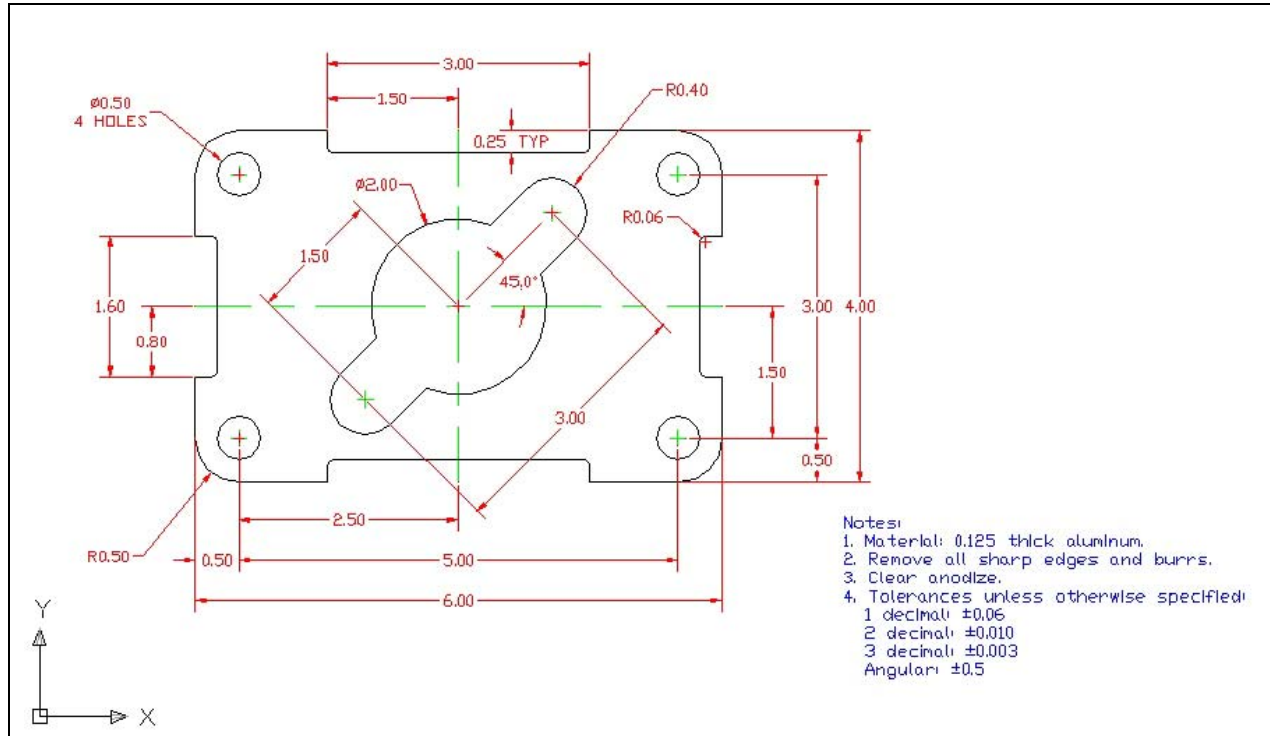 3.00
1.50
R0.40
ø0.50
4 HOLES
0.25 TYP
ø2.00
R0.06
1.50
45.0°
1.60
0.80
3.00
4.00
1.50
3.00
0.50
2.50
R0.50
0.50
5.00
6.00
Notes:
1. Material: 0.125 thick aluminum.
2. Remove all sharp edges and burrs.
3. Clear anodize.
4. Tolerances unless otherwise specified:
1 decimal: ±0.06
2 decimal: ±0.010
3 decimal: ±0.003
Angular: ±0.5
Y
X